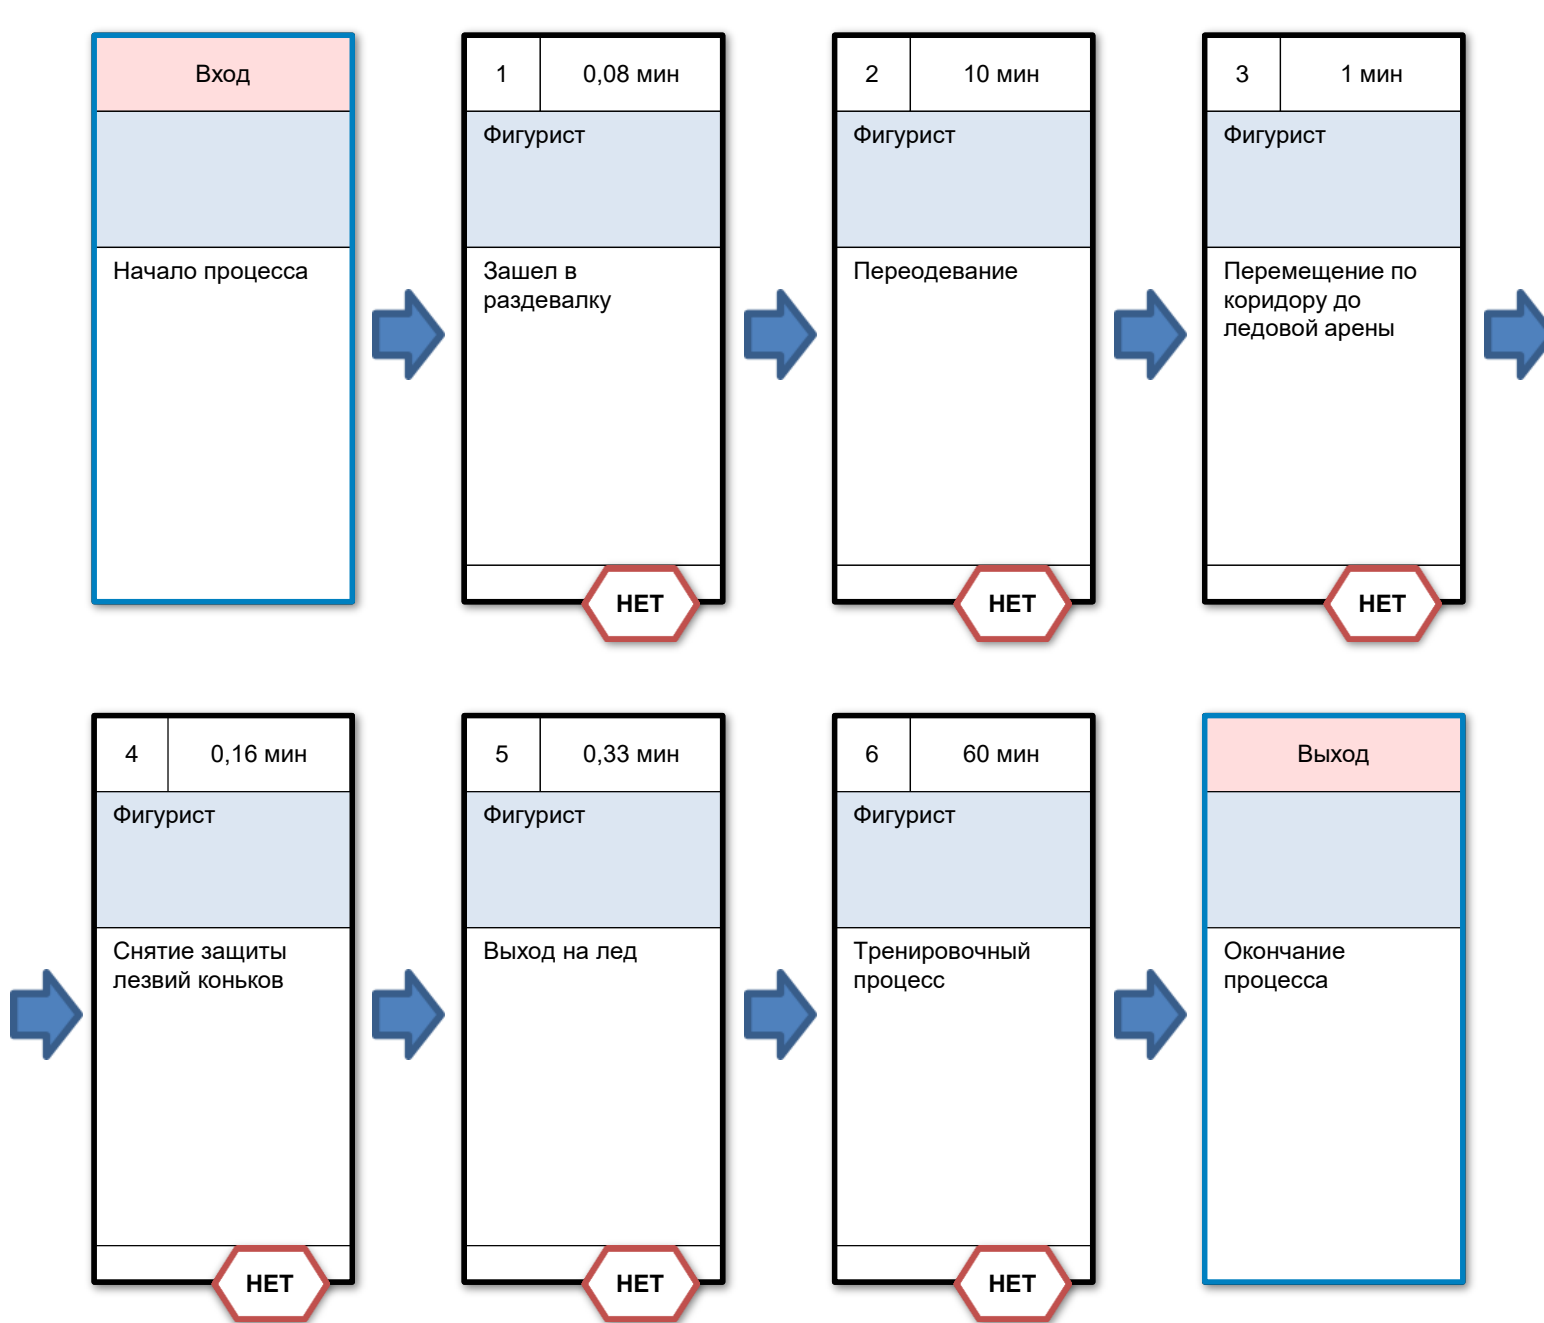 Вход
Начало процесса
1
0,08 мин
Фигурист
Зашел в
раздевалку
НЕТ
2
10 мин
Фигурист
Переодевание
НЕТ
3
1 мин
Фигурист
Перемещение по
коридору до
ледовой арены
НЕТ
4
0,16 мин
Фигурист
Снятие защиты
лезвий коньков
НЕТ
5
0,33 мин
Фигурист
Выход на лед
НЕТ
6
60 мин
Фигурист
Тренировочный
процесс
НЕТ
Выход
Окончание
процесса